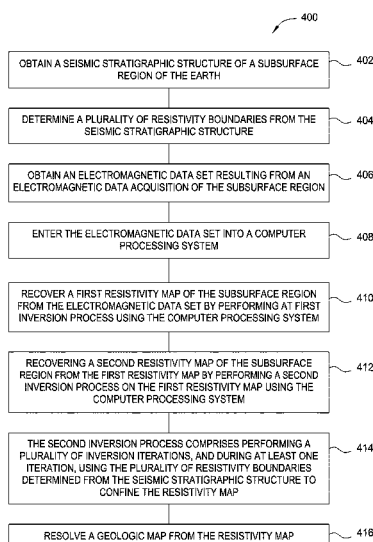 400
OBTAIN A SEISMIC STRATIGRAPHIC STRUCTURE OF A SUBSURFACE
REGION OF THE EARTH
402
DETERMINE A PLURALITY OF RESISTIVITY BOUNDARIES FROM THE
SEISMIC STRATIGRAPHIC STRUCTURE
404
OBTAIN AN ELECTROMAGNETIC DATA SET RESULTING FROM AN
ELECTROMAGNETIC DATA ACQUISITION OF THE SUBSURFACE REGION
406
ENTER THE ELECTROMAGNETIC DATA SET INTO A COMPUTER
PROCESSING SYSTEM
408
RECOVER A FIRST RESISTIVITY MAP OF THE SUBSURFACE REGION
FROM THE ELECTROMAGNETIC DATA SET BY PERFORMING AT FIRST
INVERSION PROCESS USING THE COMPUTER PROCESSING SYSTEM
410
RECOVERING A SECOND RESISTIVITY MAP OF THE SUBSURFACE
REGION FROM THE FIRST RESISTIVITY MAP BY PERFORMING A SECOND
INVERSION PROCESS ON THE FIRST RESISTIVITY MAP USING THE
COMPUTER PROCESSING SYSTEM
412
THE SECOND INVERSION PROCESS COMPRISES PERFORMING A
PLURALITY OF INVERSION ITERATIONS, AND DURING AT LEAST ONE
ITERATION, USING THE PLURALITY OF RESISTIVITY BOUNDARIES
DETERMINED FROM THE SEISMIC STRATIGRAPHIC STRUCTURE TO
CONFINE THE RESISTIVITY MAP
414
RESOLVE A GEOLOGIC MAP FROM THE RESISTIVITY MAP
416